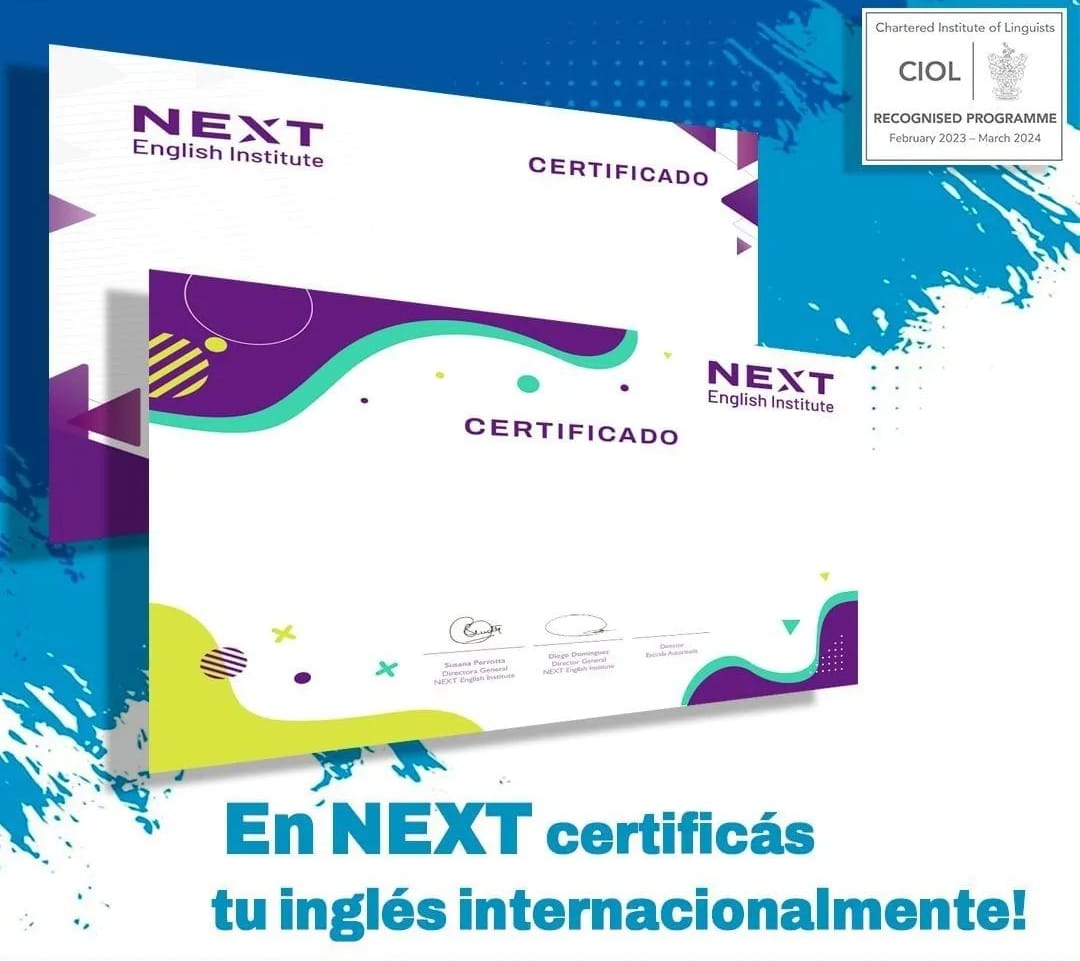 Chartered Institute of Linguists
CIOL
RECOGNISED PROGRAMME
February 2023 – March 2024
NEXT
English Institute
CERTIFICADO
NEXT
English Institute
CERTIFICADO
Susana Perrotta
Directora General
NEXT English Institute
Diego Dominguez
Director General
NEXT English Institute
Director
Escuela Autorizada
En NEXT certificás
tu inglés internacionalmente!